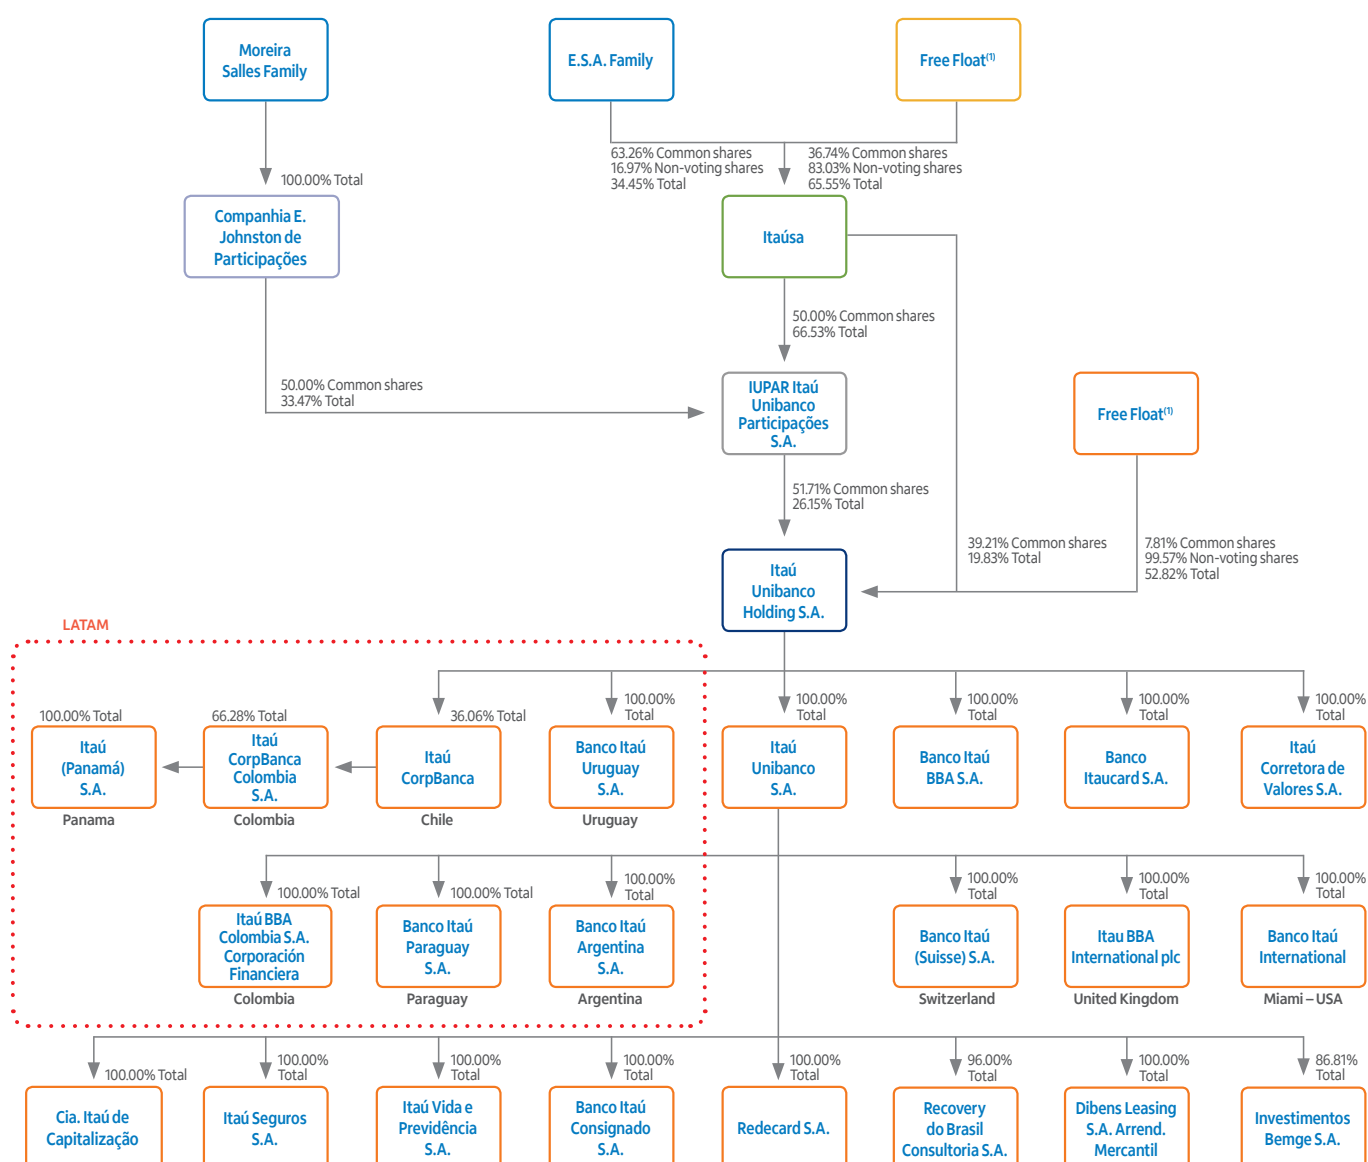 Moreira
Salles Family
E.S.A. Family
Free Float(1)
63.26% Common shares
16.97% Non-voting shares
34.45% Total
36.74% Common shares
83.03% Non-voting shares
65.55% Total
100.00% Total
Companhia E.
Johnston de
Participações
Itaúsa
50.00% Common shares
66.53% Total
50.00% Common shares
33.47% Total
IUPAR Itaú
Unibanco
Participações
S.A.
Free Float(1)
51.71% Common shares
26.15% Total
39.21% Common shares
19.83% Total
7.81% Common shares
99.57% Non-voting shares
52.82% Total
Itaú
Unibanco
Holding S.A.
LATAM
100.00% Total
66.28% Total
36.06% Total
100.00%
Total
100.00%
Total
100.00%
Total
100.00%
Total
100.00%
Total
Itaú
(Panamá)
S.A.
Panama
Itaú
CorpBanca
Colombia
S.A.
Colombia
Itaú
CorpBanca
Chile
Banco Itaú
Uruguay
S.A.
Uruguay
Itaú
Unibanco
S.A.
Banco Itaú
BBA S.A.
Banco
Itaucard S.A.
Itaú
Corretora de
Valores S.A.
100.00% Total
100.00% Total
100.00%
Total
100.00%
Total
100.00%
Total
100.00%
Total
Itaú BBA
Colombia S.A.
Corporación
Financiera
Colombia
Banco Itaú
Paraguay
S.A.
Paraguay
Banco Itaú
Argentina
S.A.
Argentina
Banco Itaú
(Suisse) S.A.
Switzerland
Itau BBA
International plc
United Kingdom
Banco Itaú
International
Miami – USA
100.00% Total
100.00%
Total
100.00%
Total
100.00%
Total
100.00%
Total
96.00%
Total
100.00%
Total
86.81%
Total
Cia. Itaú de
Capitalização
Itaú Seguros
S.A.
Itaú Vida e
Previdência
S.A.
Banco Itaú
Consignado
S.A.
Redecard S.A.
Recovery
do Brasil
Consultoria S.A.
Dibens Leasing
S.A. Arrend.
Mercantil
Investimentos
Bemge S.A.